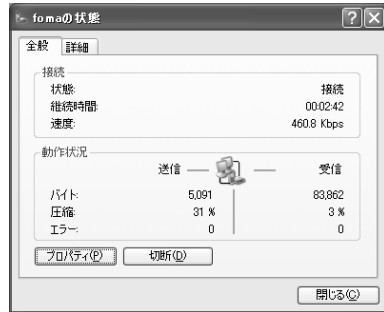 fomaの状態
全般 詳細
接続
状態: 接続
継続時間: 00:02:42
速度: 460.8 Kbps
動作状況
送信 受信
バイト: 5,091 83,862
圧縮: 31 % 3 %
エラー: 0 0
プロパティ(P) 切断(D)
閉じる(C)